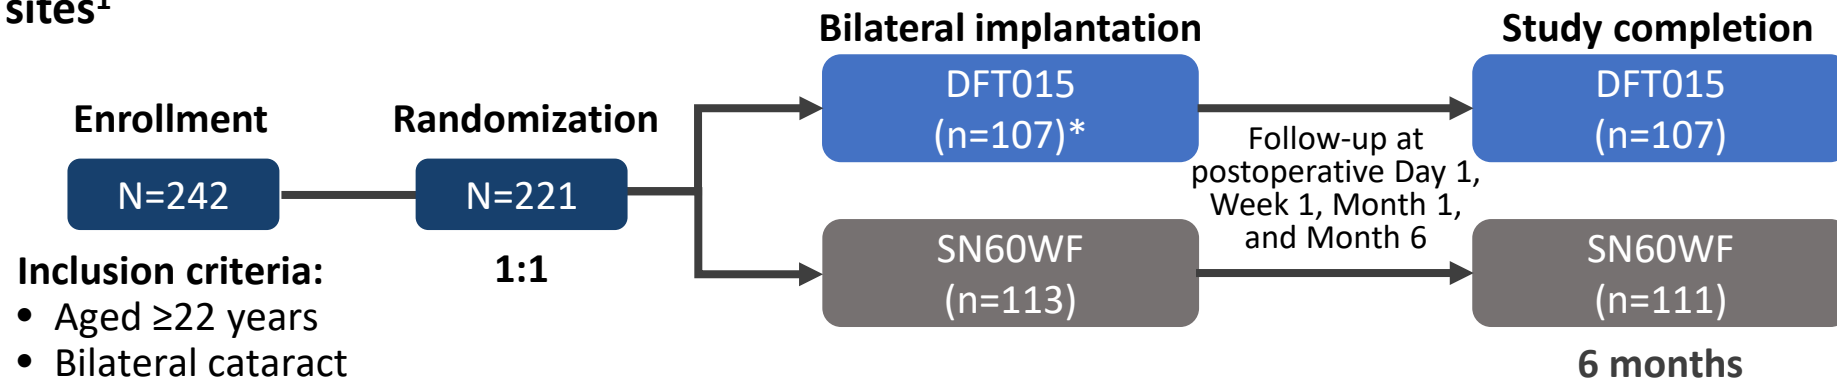 sites¹
Enrollment
N=242
Inclusion criteria:
• Aged ≥22 years
• Bilateral cataract
Randomization
N=221
1:1
Bilateral implantation
DFT015
(n=107)*
SN60WF
(n=113)
Follow-up at
postoperative Day 1,
Week 1, Month 1,
and Month 6
Study completion
DFT015
(n=107)
SN60WF
(n=111)
6 months